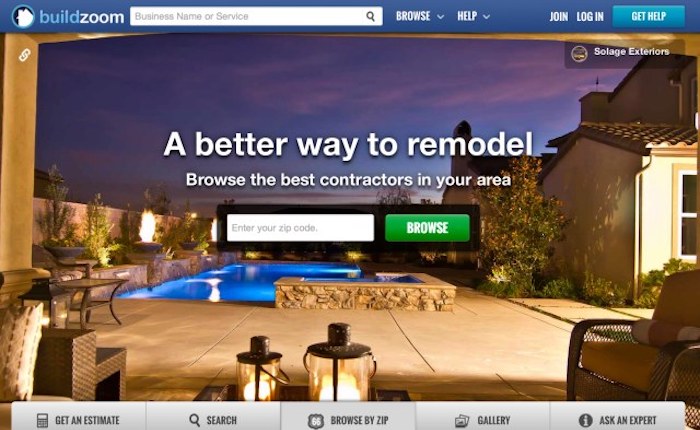 buildzoom
Business Name or Service
BROWSE
HELP
JOIN
LOG IN
GET HELP
Solage Exteriors
A better way to remodel
Browse the best contractors in your area
Enter your zip code.
BROWSE
GET AN ESTIMATE
SEARCH
66
BROWSE BY ZIP
GALLERY
ASK AN EXPERT